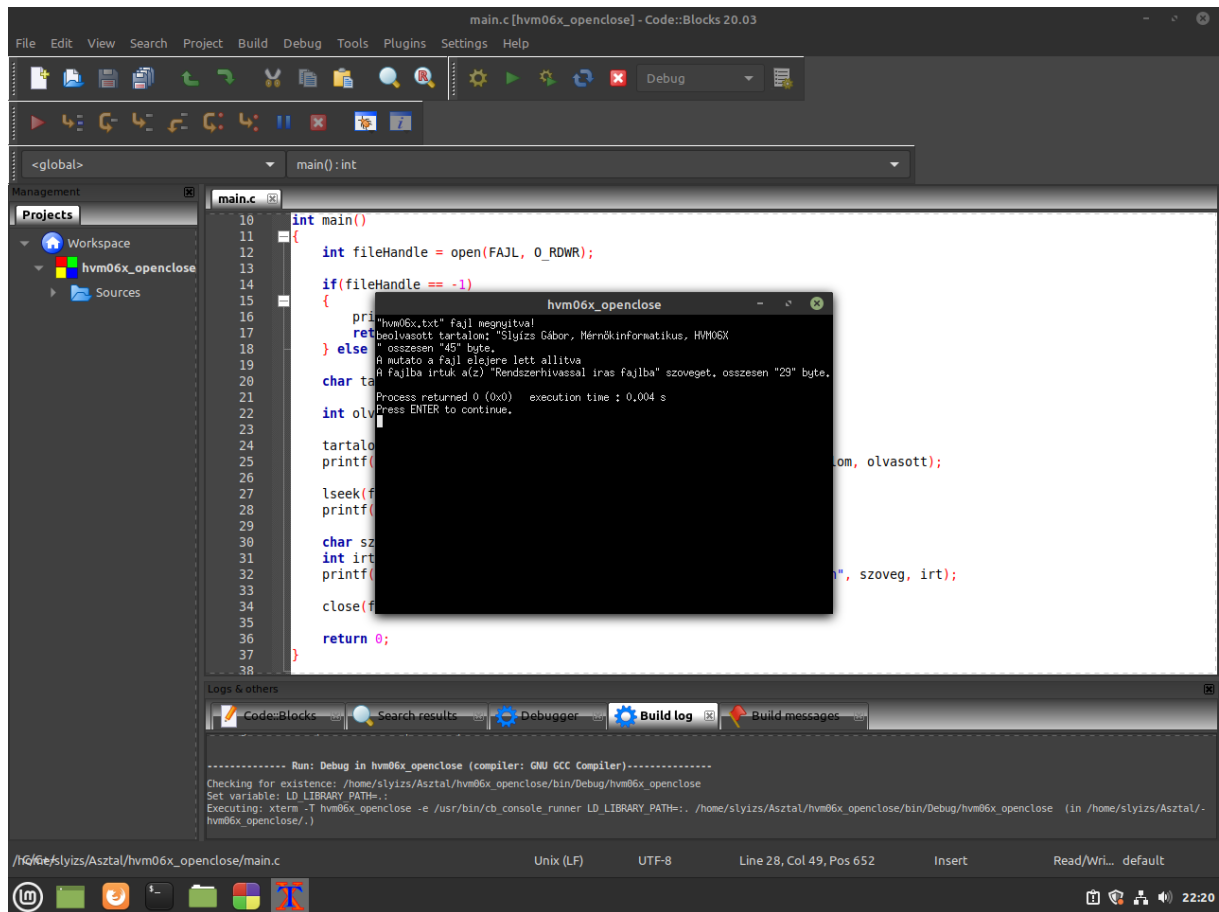 main.c [hvm06x_openclose] - Code::Blocks 20.03
File Edit View Search Project Build Debug Tools Plugins Settings Help
Debug
<global> main() : int
Management
Projects
Workspace
hvm06x_openclose
Sources
main.c
10 int main()
11 {
12 int fileHandle = open(FAJL, O_RDWR);
13
14 if(fileHandle == -1)
15 {
16 pri
17 ret
18 } else
19
20 char ta
21
22 int olv
23
24 tartalo
25 printf( om, olvasott);
26
27 lseek(f
28 printf(
29
30 char sz
31 int irt
32 printf( n", szoveg, irt);
33
34 close(f
35
36 return 0;
37 }
38
hvm06x_openclose
"hvm06x.txt" fajl megnyitva!
beolvasott tartalom: "Slyízs Gábor, Mérnökinformatikus, HVM06X
" osszesen "45" byte.
A mutato a fajl elejere lett allitva
A fajlba irtuk a(z) "Rendszerhivassal iras fajlba" szoveget. osszesen "29" byte.
Process returned 0 (0x0) execution time : 0.004 s
Press ENTER to continue.
Logs & others
Code::Blocks Search results Debugger Build log Build messages
-------------- Run: Debug in hvm06x_openclose (compiler: GNU GCC Compiler)---------------
Checking for existence: /home/slyizs/Asztal/hvm06x_openclose/bin/Debug/hvm06x_openclose
Set variable: LD_LIBRARY_PATH=.:
Executing: xterm -T hvm06x_openclose -e /usr/bin/cb_console_runner LD_LIBRARY_PATH=:. /home/slyizs/Asztal/hvm06x_openclose/bin/Debug/hvm06x_openclose (in /home/slyizs/Asztal/-
hvm06x_openclose/.)
/home/slyizs/Asztal/hvm06x_openclose/main.c C/C++ Unix (LF) UTF-8 Line 28, Col 49, Pos 652 Insert Read/Wri... default
22:20